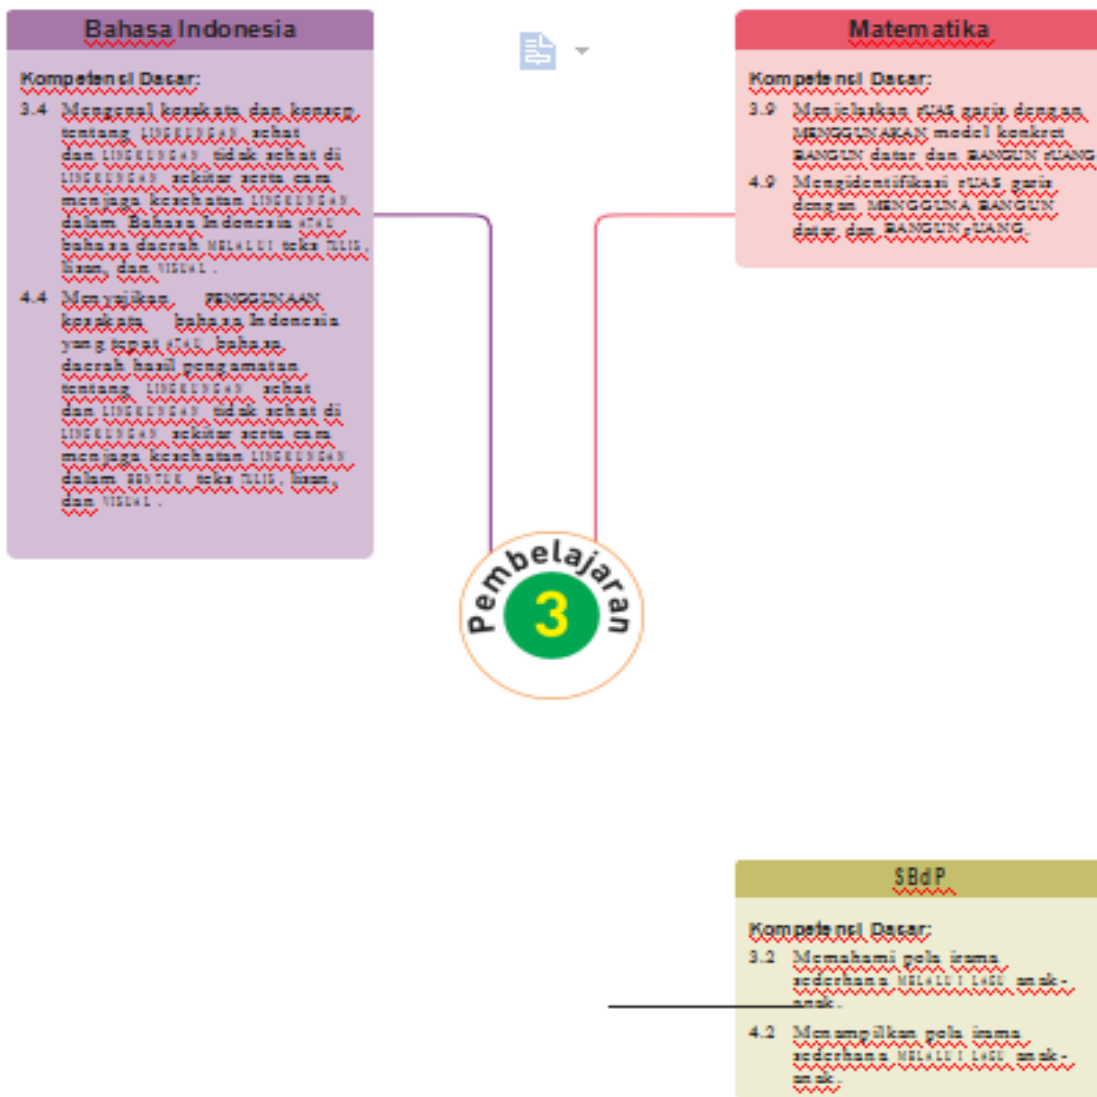 Bahasa Indonesia
Kompetensi Dasar:
3.4 Mengenal kosakata dan konsep
tentang LINGKUNGAN sehat
dan LINGKUNGAN tidak sehat di
LINGKUNGAN sekitar serta cara
menjaga kesehatan LINGKUNGAN
dalam Bahasa Indonesia ATAU
bahasa daerah MELALUI teks TULIS,
lisan, dan VISUAL.
4.4 Menyajikan PENGGUNAAN
kosakata bahasa Indonesia
yang tepat ATAU bahasa
daerah hasil pengamatan
tentang LINGKUNGAN sehat
dan LINGKUNGAN tidak sehat di
LINGKUNGAN sekitar serta cara
menjaga kesehatan LINGKUNGAN
dalam BENTUK teks TULIS, lisan,
dan VISUAL.
Matematika
Kompetensi Dasar:
3.9 Menjelaskan rUAS garis dengan
MENGGUNAKAN model konkret
BANGUN datar dan BANGUN rUANG
4.9 Mengidentifikasi rUAS garis
dengan MENGGUNA BANGUN
datar dan BANGUN rUANG.
Pembelajaran
3
SBdP
Kompetensi Dasar:
3.2 Memahami pola irama
sederhana MELALUI LAGU anak-
anak.
4.2 Menampilkan pola irama
sederhana MELALUI LAGU anak-
anak.